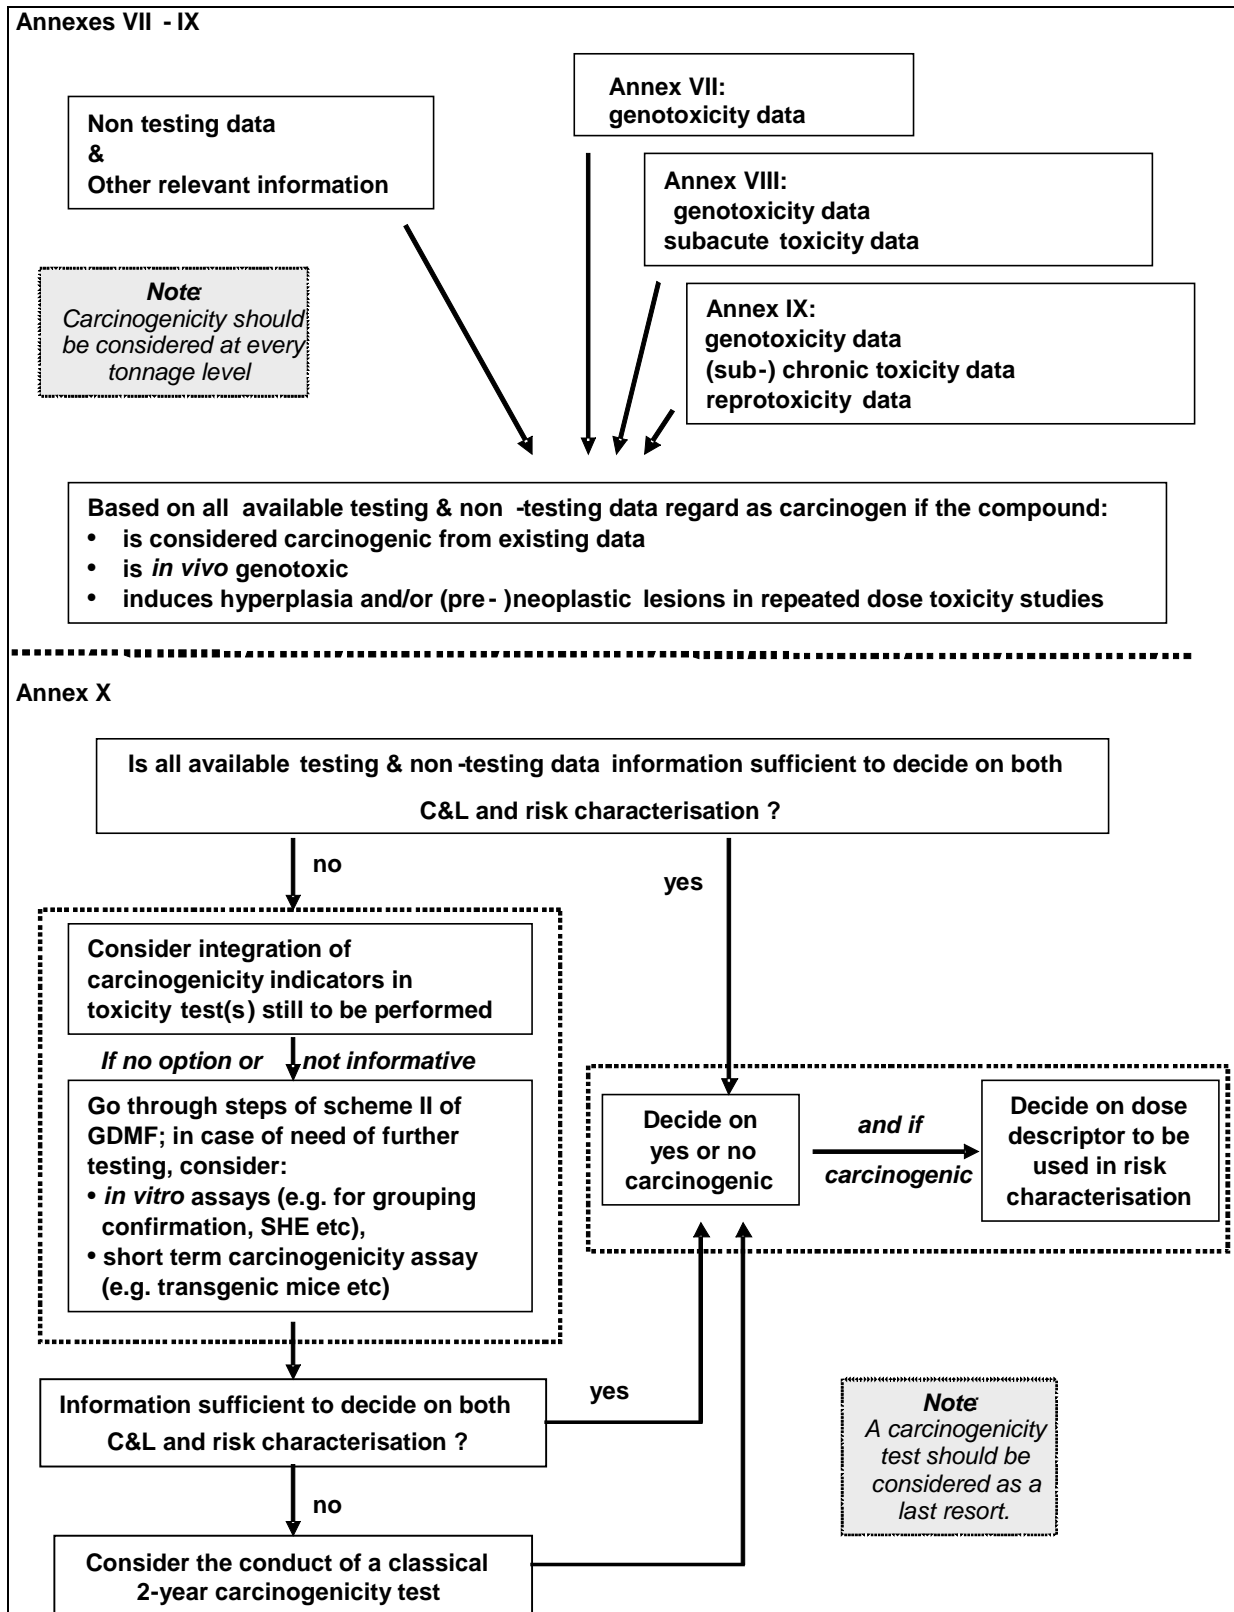 Annexes VII - IX
Non testing data
&
Other relevant information
Annex VII:
genotoxicity data
Annex VIII:
genotoxicity data
subacute toxicity data
Annex IX:
genotoxicity data
(sub-) chronic toxicity data
reprotoxicity data
Note:
Carcinogenicity should
be considered at every
tonnage level
Based on all available testing & non -testing data regard as carcinogen if the compound:
• is considered carcinogenic from existing data
• is in vivo genotoxic
• induces hyperplasia and/or (pre- )neoplastic lesions in repeated dose toxicity studies
Annex X
Is all available testing & non-testing data information sufficient to decide on both
C&L and risk characterisation ?
no
yes
Consider integration of
carcinogenicity indicators in
toxicity test(s) still to be performed
If no option or not informative
Go through steps of scheme II of
GDMF; in case of need of further
testing, consider:
• in vitro assays (e.g. for grouping
confirmation, SHE etc),
• short term carcinogenicity assay
(e.g. transgenic mice etc)
Decide on
yes or no
carcinogenic
and if
carcinogenic
Decide on dose
descriptor to be
used in risk
characterisation
Information sufficient to decide on both
C&L and risk characterisation ?
yes
no
Consider the conduct of a classical
2-year carcinogenicity test
Note:
A carcinogenicity
test should be
considered as a
last resort.